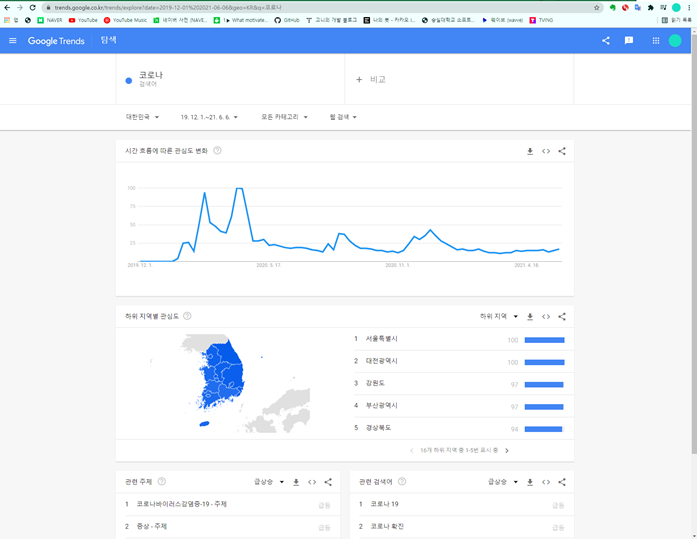 trends.google.co.kr/trends/explore?date=2019-12-01%202021-06-06&geo=KR&q=코로나
앱 NAVER YouTube YouTube Music 네이버 사전 (NAVE... What motivate... GitHub 고니의 개발 블로그 나의 봇 - 카카오 i... 숭실대학교 소프트... 웨이브 (wavve) TVING 읽기 목록
Google Trends 탐색
코로나
검색어
+ 비교
대한민국 19. 12. 1.~21. 6. 6. 모든 카테고리 웹 검색
시간 흐름에 따른 관심도 변화
100
75
50
25
2019. 12. 1. 2020. 5. 17. 2020. 11. 1. 2021. 4. 18.
하위 지역별 관심도 하위 지역
1 서울특별시 100
2 대전광역시 100
3 강원도 97
4 부산광역시 97
5 경상북도 94
16개 하위 지역 중 1-5번 표시 중
관련 주제 급상승
1 코로나바이러스감염증-19 - 주제 급등
2 증상 - 주제 급등
관련 검색어 급상승
1 코로나 19 급등
2 코로나 확진 급등